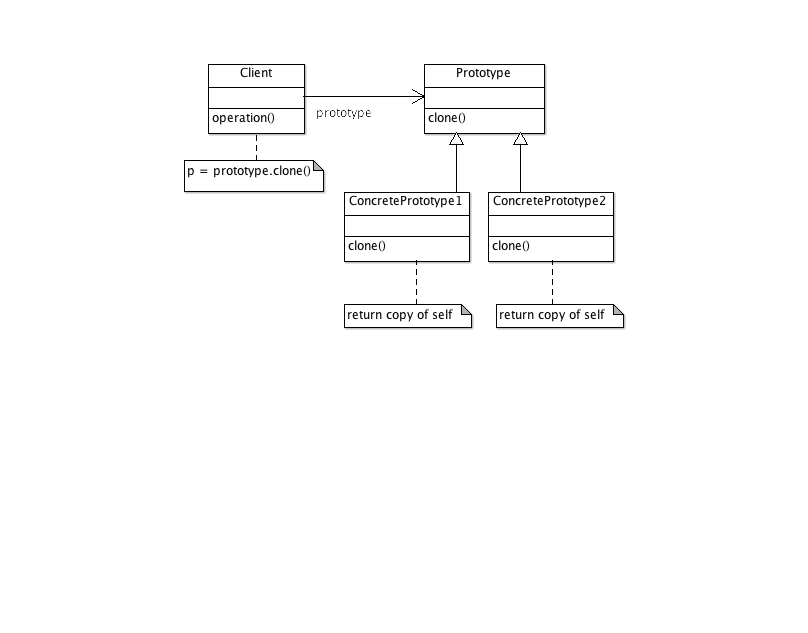 Client
operation()
prototype
Prototype
clone()
p = prototype.clone()
ConcretePrototype1
clone()
ConcretePrototype2
clone()
return copy of self
return copy of self